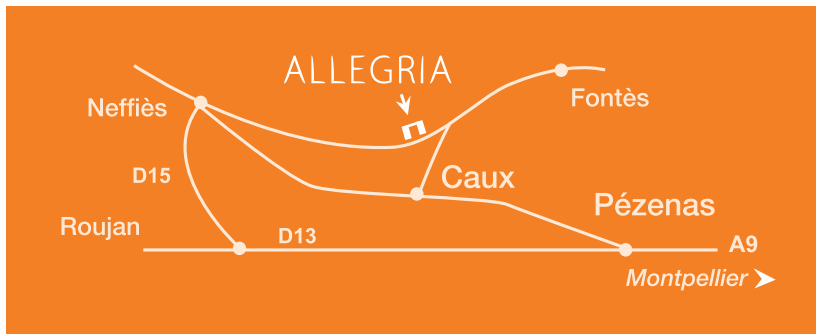 ALLEGRIA
Neffiès
Fontès
D15
Caux
Pézenas
Roujan
D13
A9
Montpellier